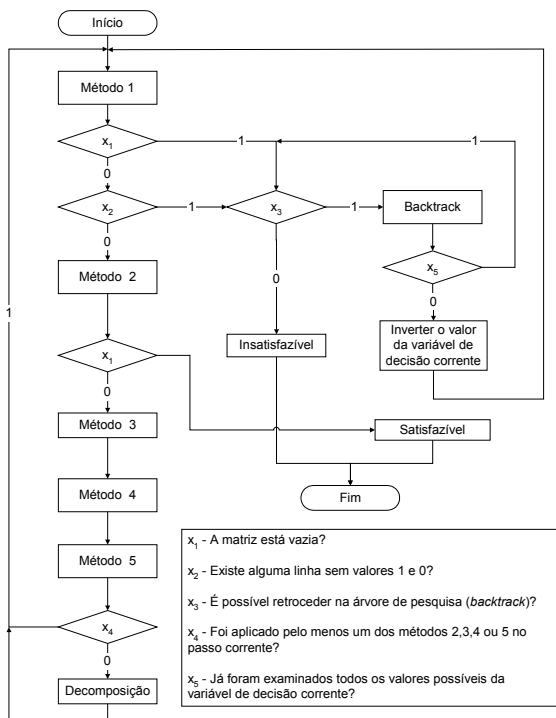 Início
Método 1
x1
1
1
0
x2
1
x3
1
Backtrack
0
x5
Método 2
0
0
1
Insatisfazível
Inverter o valor
da variável de
decisão corrente
x1
0
Método 3
Satisfazível
Método 4
Fim
Método 5
x4
0
Decomposição
x1 - A matriz está vazia?
x2 - Existe alguma linha sem valores 1 e 0?
x3 - É possível retroceder na árvore de pesquisa (backtrack)?
x4 - Foi aplicado pelo menos um dos métodos 2,3,4 ou 5 no
passo corrente?
x5 - Já foram examinados todos os valores possíveis da
variável de decisão corrente?